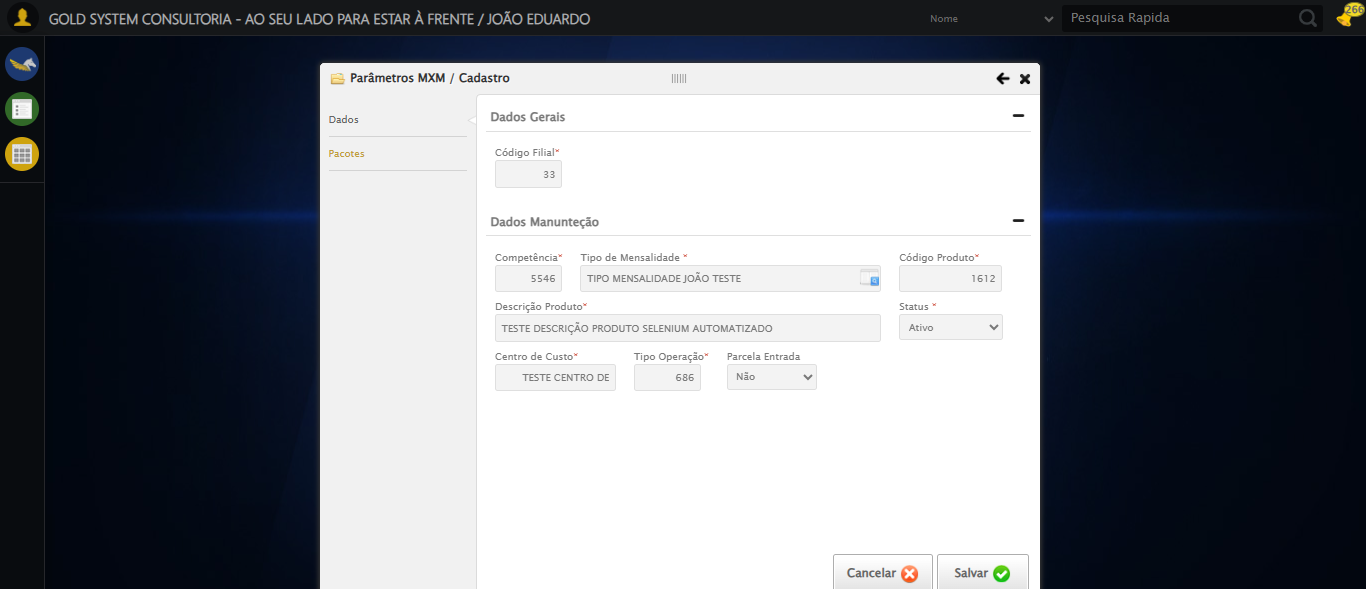 GOLD SYSTEM CONSULTORIA - AO SEU LADO PARA ESTAR À FRENTE / JOÃO EDUARDO
Nome
Pesquisa Rapida
266
Parâmetros MXM / Cadastro
Dados
Pacotes
Dados Gerais
Código Filial*
33
Dados Manunteção
Competência* Tipo de Mensalidade * Código Produto*
5546 TIPO MENSALIDADE JOÃO TESTE 1612
Descrição Produto* Status *
TESTE DESCRIÇÃO PRODUTO SELENIUM AUTOMATIZADO Ativo
Centro de Custo* Tipo Operação* Parcela Entrada
TESTE CENTRO DE 686 Não
Cancelar Salvar